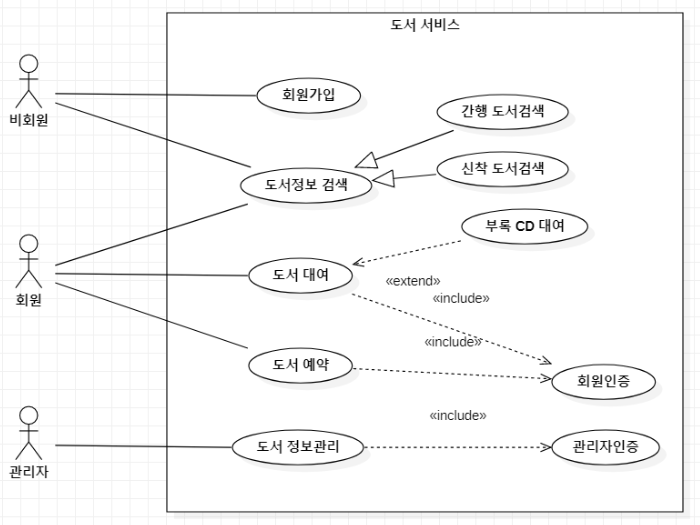 도서 서비스
비회원
회원가입
간행 도서검색
신착 도서검색
도서정보 검색
부록 CD 대여
회원
도서 대여
«extend»
«include»
«include»
도서 예약
회원인증
관리자
도서 정보관리
«include»
관리자인증